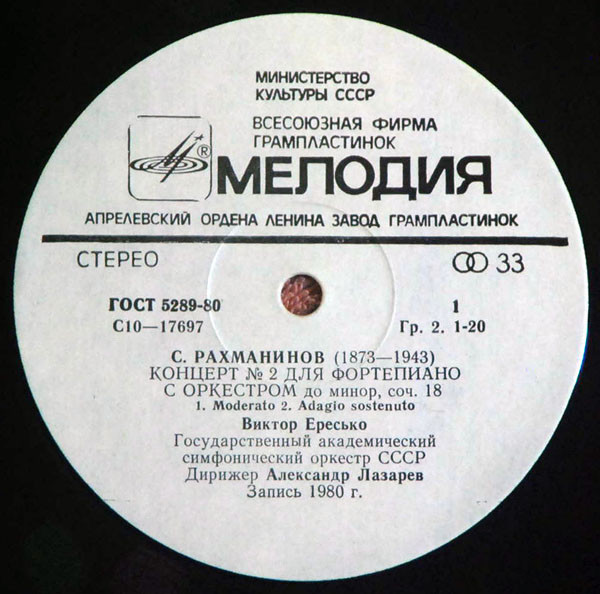 МИНИСТЕРСТВО
КУЛЬТУРЫ СССР
ВСЕСОЮЗНАЯ ФИРМА
ГРАМПЛАСТИНОК
®
МЕЛОДИЯ
АПРЕЛЕВСКИЙ ОРДЕНА ЛЕНИНА ЗАВОД ГРАМПЛАСТИНОК
СТЕРЕО 33
ГОСТ 5289-80 1
С10—17697 Гр. 2. 1-20
С. РАХМАНИНОВ (1873—1943)
КОНЦЕРТ № 2 ДЛЯ ФОРТЕПИАНО
С ОРКЕСТРОМ до минор, соч. 18
1. Moderato 2. Adagio sostenuto
Виктор Ересько
Государственный академический
симфонический оркестр СССР
Дирижер Александр Лазарев
Запись 1980 г.